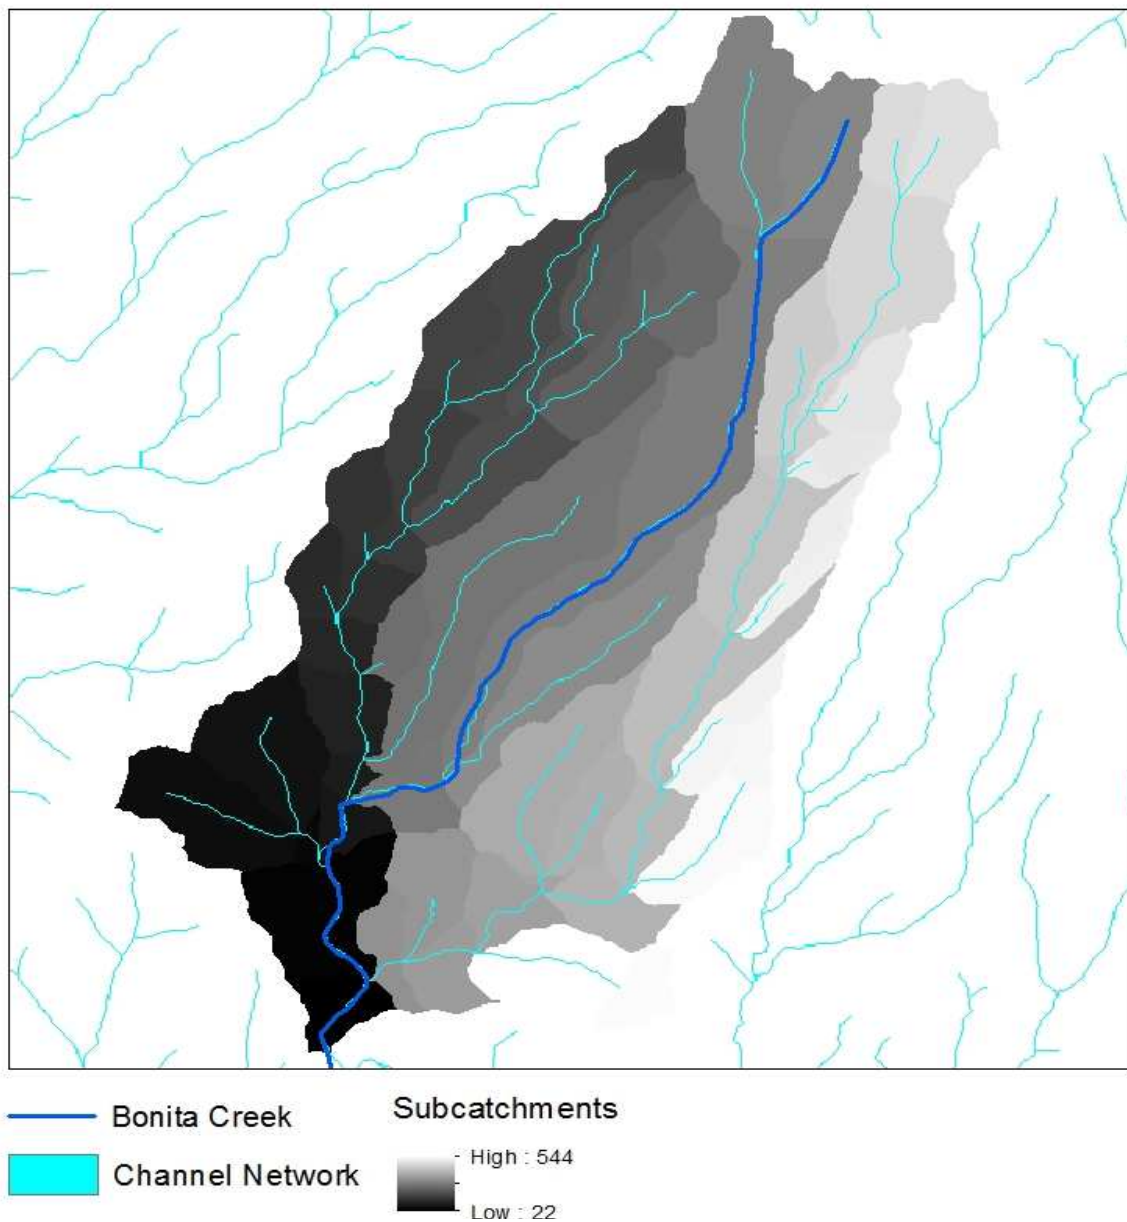 Bonita Creek
Channel Network
Subcatchments
High : 544
Low : 22